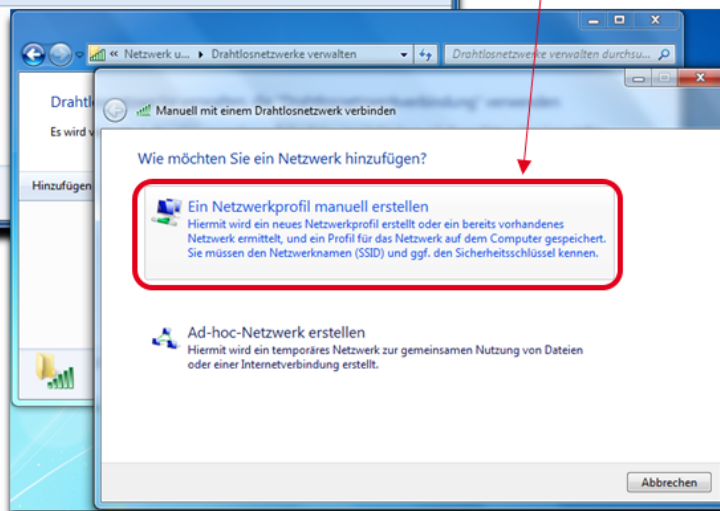 « Netzwerk u... ▸ Drahtlosnetzwerke verwalten
Drahtlosnetzwerke verwalten durchsu...
Manuell mit einem Drahtlosnetzwerk verbinden
Es wird
Hinzufügen
Wie möchten Sie ein Netzwerk hinzufügen?
Ein Netzwerkprofil manuell erstellen
Hiermit wird ein neues Netzwerkprofil erstellt oder ein bereits vorhandenes
Netzwerk ermittelt, und ein Profil für das Netzwerk auf dem Computer gespeichert.
Sie müssen den Netzwerknamen (SSID) und ggf. den Sicherheitsschlüssel kennen.
Ad-hoc-Netzwerk erstellen
Hiermit wird ein temporäres Netzwerk zur gemeinsamen Nutzung von Dateien
oder einer Internetverbindung erstellt.
Abbrechen